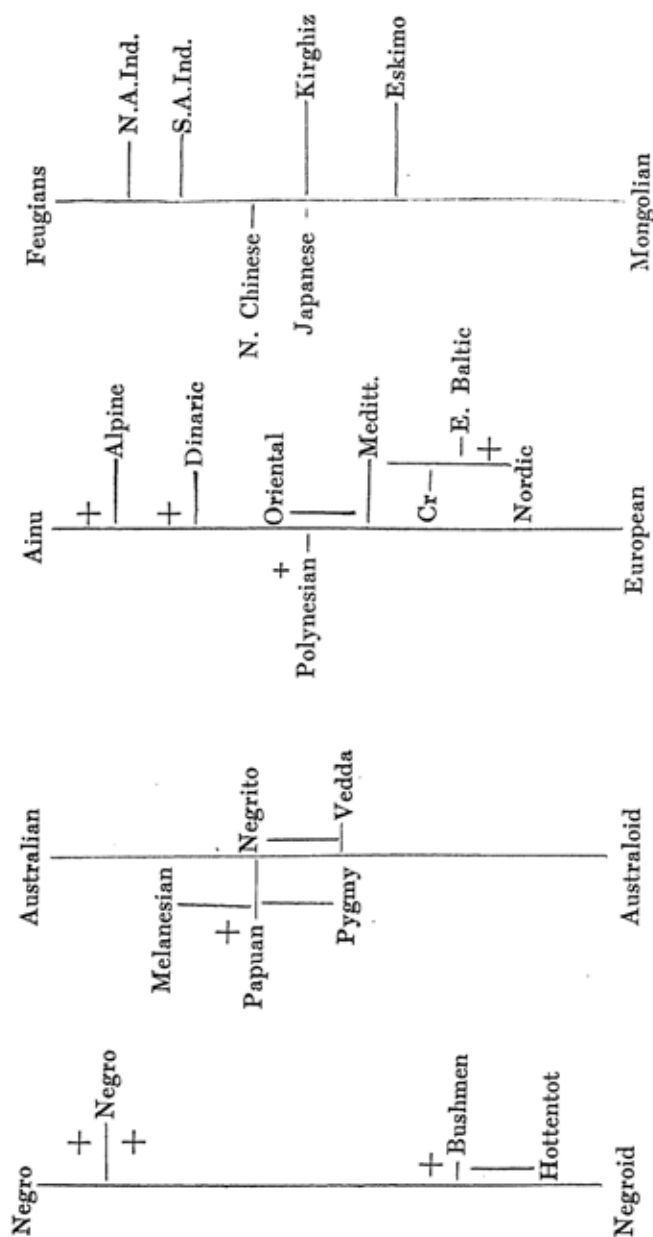 Negro
Negro
Bushmen
Hottentot
Negroid
Australian
Melanesian
Papuan
Negrito
Pygmy
Vedda
Australoid
Ainu
Alpine
Dinaric
Oriental
Polynesian
Meditt.
Cr
E. Baltic
Nordic
European
Feugians
N.A.Ind.
S.A.Ind.
N. Chinese
Japanese
Kirghiz
Eskimo
Mongolian